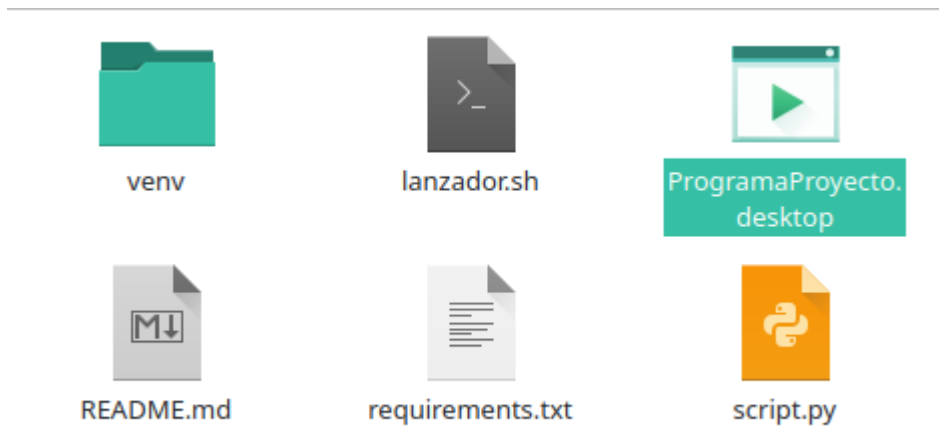 venv
lanzador.sh
ProgramaProyecto.
desktop
README.md
requirements.txt
script.py